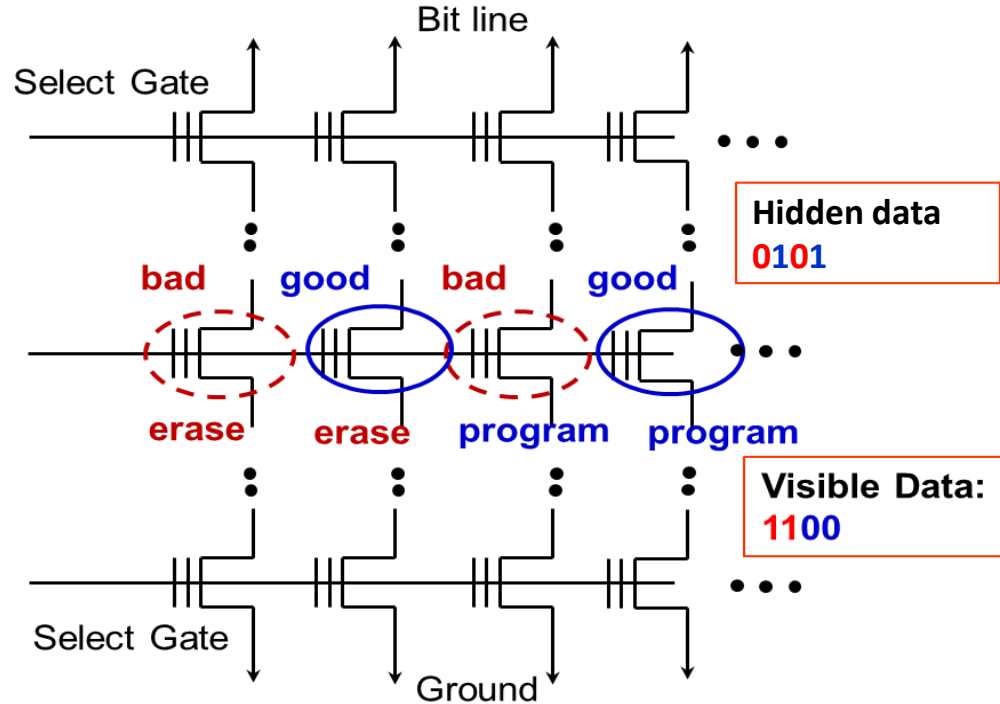 Bit line
Select Gate
Hidden data
0101
bad good bad good
erase erase program program
Visible Data:
1100
Select Gate
Ground